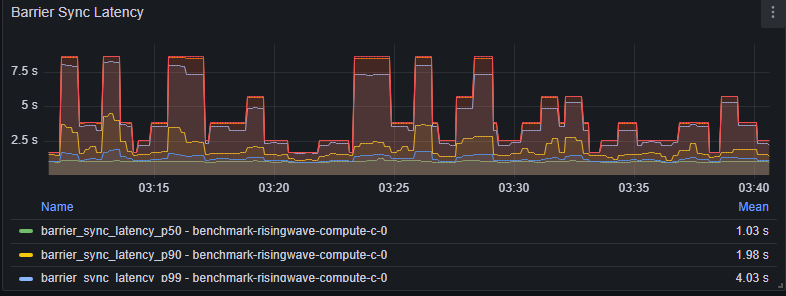 Barrier Sync Latency
7.5 s
5 s
2.5 s
03:15 03:20 03:25 03:30 03:35 03:40
Name Mean
barrier_sync_latency_p50 - benchmark-risingwave-compute-c-0 1.03 s
barrier_sync_latency_p90 - benchmark-risingwave-compute-c-0 1.98 s
barrier_sync_latency_p99 - benchmark-risingwave-compute-c-0 4.03 s